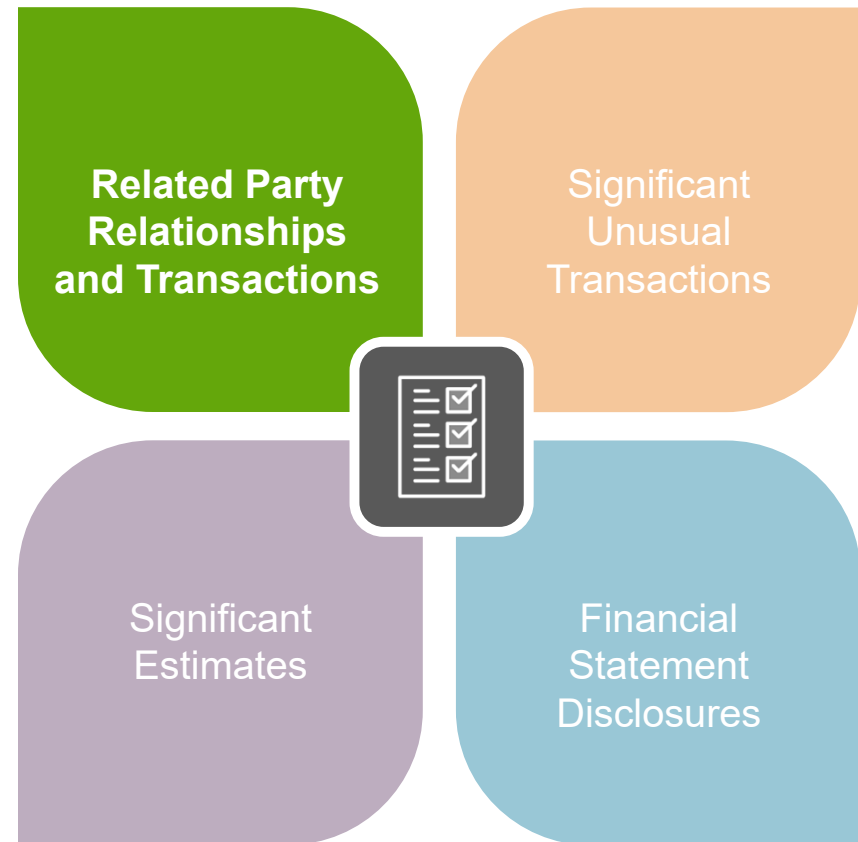 Related Party
Relationships
and Transactions
Significant
Unusual
Transactions
Significant
Estimates
Financial
Statement
Disclosures